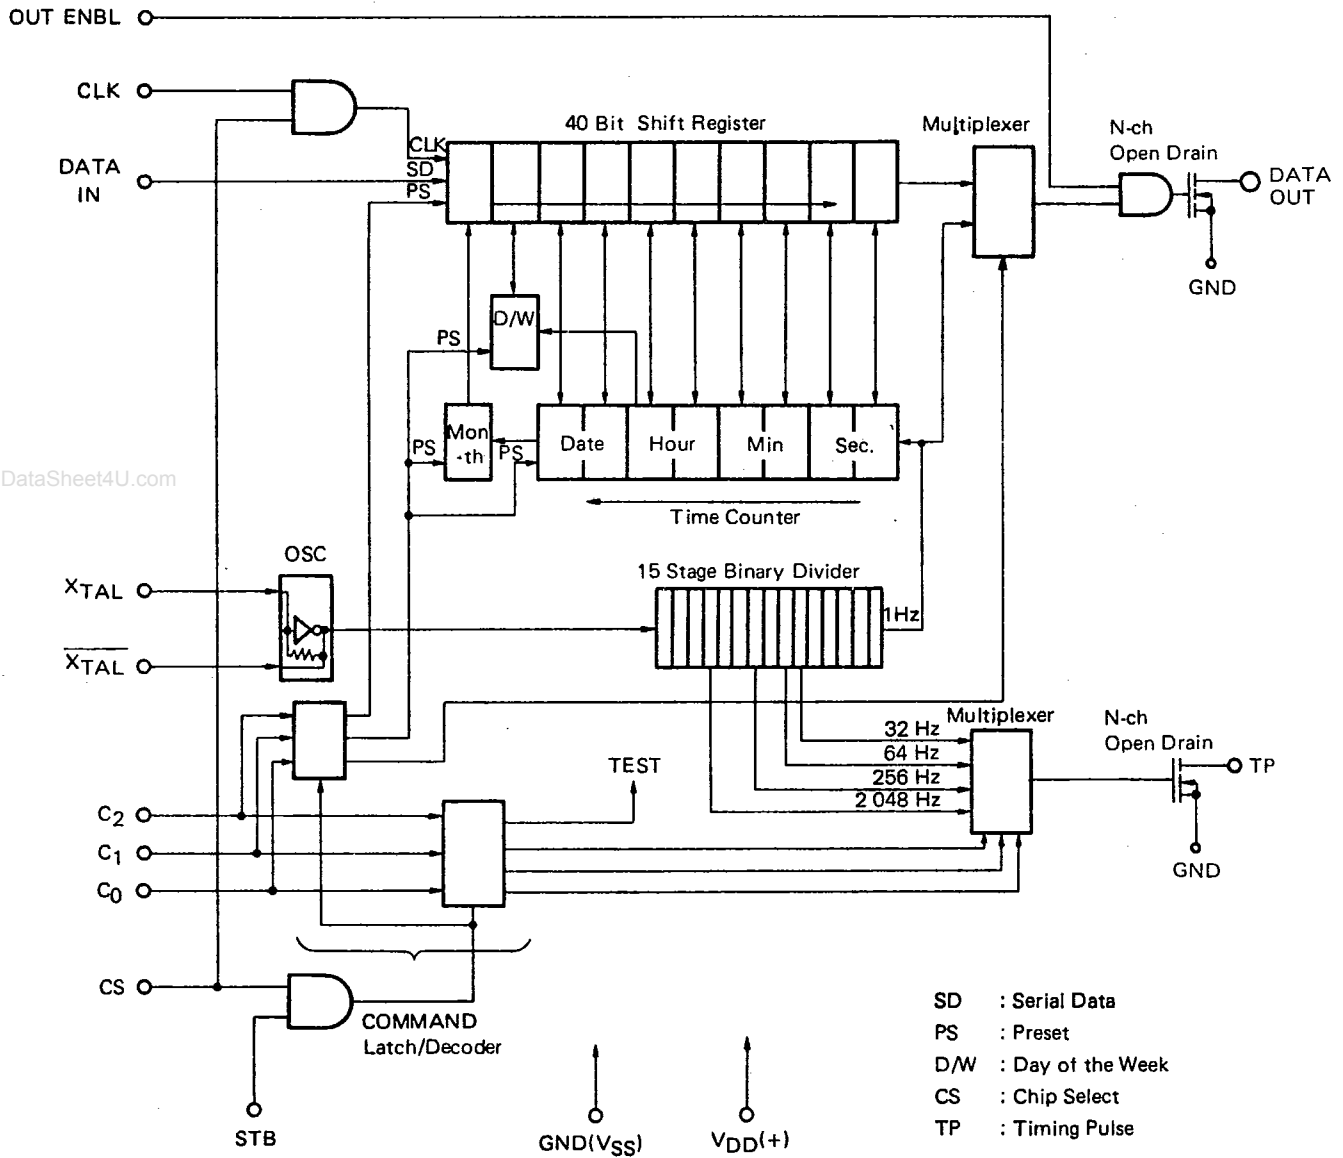 OUT ENBL
CLK
DATA
IN
40 Bit Shift Register
CLK
SD
PS
Multiplexer
N-ch
Open Drain
DATA
OUT
GND
D/W
PS
Mon
-th
PS
PS
Date
Hour
Min
Sec.
Time Counter
DataSheet4U.com
OSC
XTAL
XTAL
15 Stage Binary Divider
1Hz
32 Hz
64 Hz
256 Hz
2 048 Hz
Multiplexer
N-ch
Open Drain
TP
GND
TEST
C2
C1
C0
CS
COMMAND
Latch/Decoder
STB
GND(VSS)
VDD(+)
SD : Serial Data
PS : Preset
D/W : Day of the Week
CS : Chip Select
TP : Timing Pulse